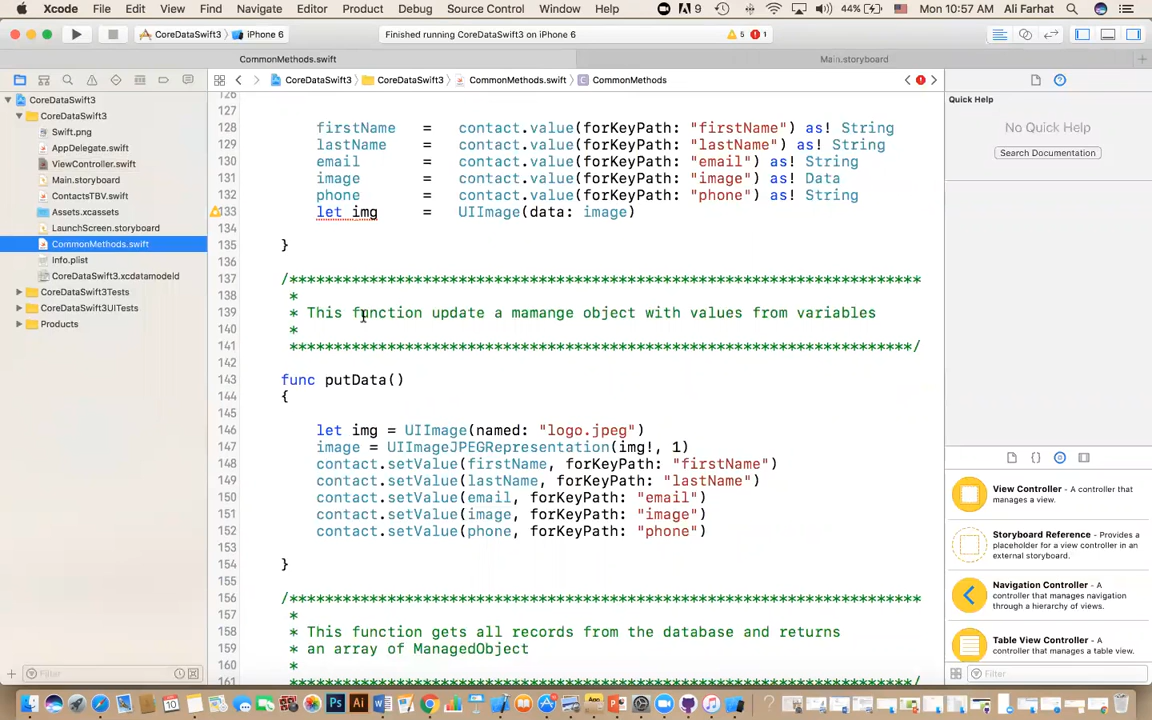 Xcode File Edit View Find Navigate Editor Product Debug Source Control Window Help 9 44% Mon 10:57 AM Ali Farhat
CoreDataSwift3 iPhone 6 Finished running CoreDataSwift3 on iPhone 6 5 1
CommonMethods.swift Main.storyboard
CoreDataSwift3 CoreDataSwift3 CommonMethods.swift CommonMethods
CoreDataSwift3
CoreDataSwift3
Swift.png
AppDelegate.swift
ViewController.swift
Main.storyboard
ContactsTBV.swift
Assets.xcassets
LaunchScreen.storyboard
CommonMethods.swift
Info.plist
CoreDataSwift3.xcdatamodeld
CoreDataSwift3Tests
CoreDataSwift3UITests
Products
Filter
126
127
128 firstName = contact.value(forKeyPath: "firstName") as! String
129 lastName = contact.value(forKeyPath: "lastName") as! String
130 email = contact.value(forKeyPath: "email") as! String
131 image = contact.value(forKeyPath: "image") as! Data
132 phone = contact.value(forKeyPath: "phone") as! String
133 let img = UIImage(data: image)
134
135 }
136
137 /***********************************************************************
138 *
139 * This function update a mamange object with values from variables
140 *
141 ***********************************************************************/
142
143 func putData()
144 {
145
146 let img = UIImage(named: "logo.jpeg")
147 image = UIImageJPEGRepresentation(img!, 1)
148 contact.setValue(firstName, forKeyPath: "firstName")
149 contact.setValue(lastName, forKeyPath: "lastName")
150 contact.setValue(email, forKeyPath: "email")
151 contact.setValue(image, forKeyPath: "image")
152 contact.setValue(phone, forKeyPath: "phone")
153
154 }
155
156 /***********************************************************************
157 *
158 * This function gets all records from the database and returns
159 * an array of ManagedObject
160 *
161 ***********************************************************************/
Quick Help
No Quick Help
Search Documentation
View Controller - A controller that
manages a view.
Storyboard Reference - Provides a
placeholder for a view controller in an
external storyboard.
Navigation Controller - A
controller that manages navigation
through a hierarchy of views.
Table View Controller - A
controller that manages a table view.
Filter